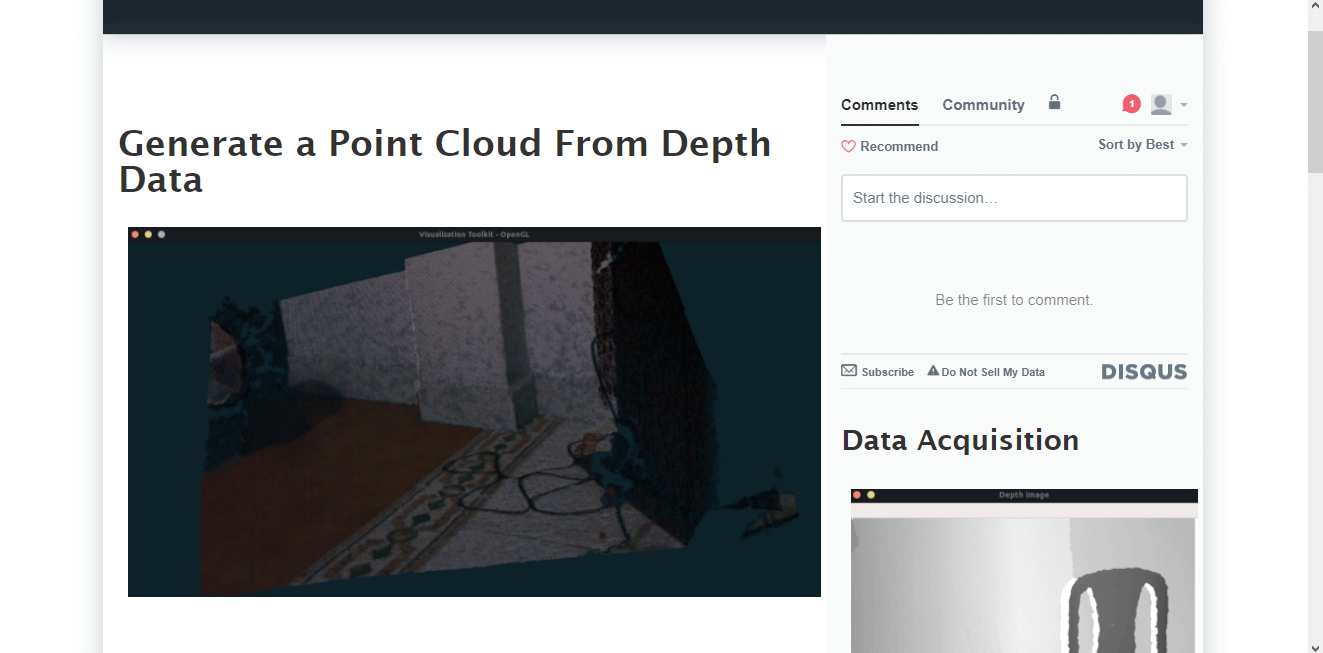 Generate a Point Cloud From Depth
Data
Visualization Toolkit - OpenGL
Comments
Community
1
Recommend
Sort by Best
Start the discussion…
Be the first to comment.
Subscribe
Do Not Sell My Data
DISQUS
Data Acquisition
Depth image